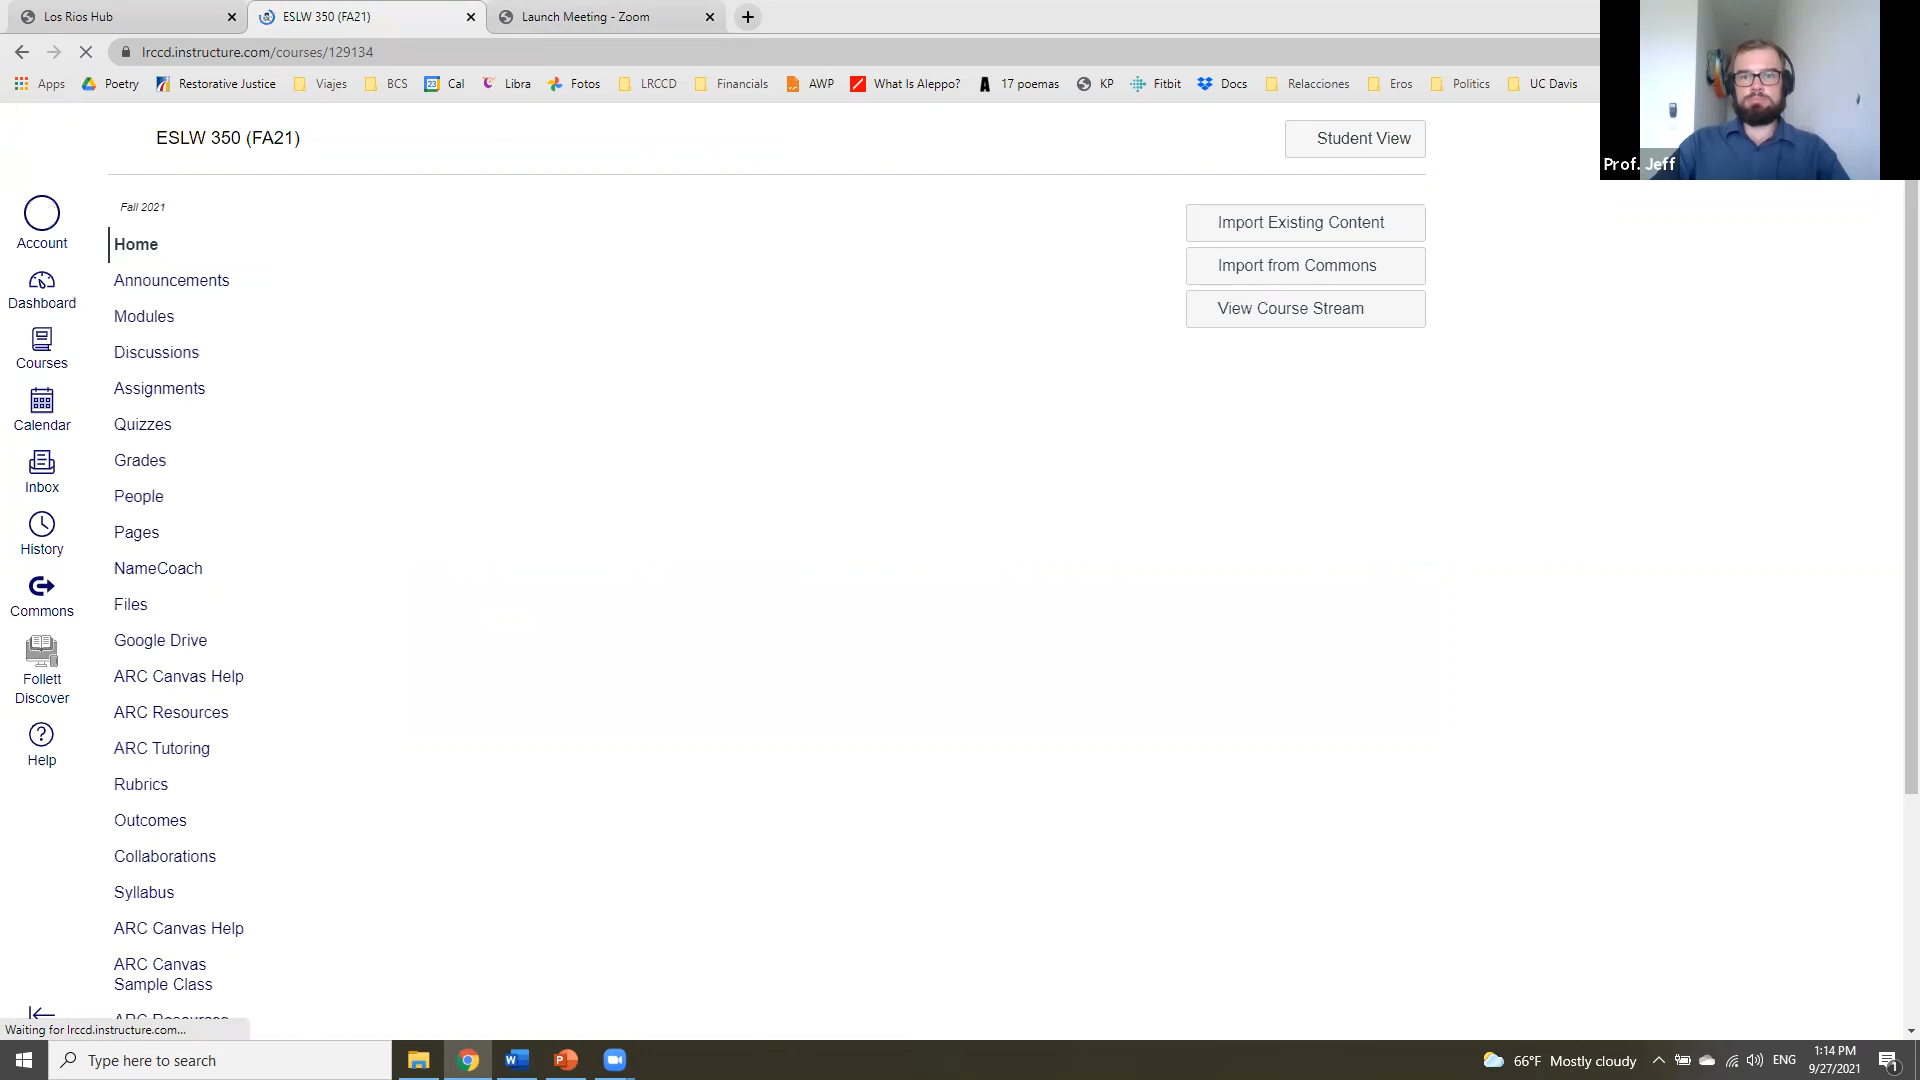 Los Rios Hub
ESLW 350 (FA21)
Launch Meeting - Zoom
lrccd.instructure.com/courses/129134
Apps
Poetry
Restorative Justice
Viajes
BCS
23
Cal
Libra
Fotos
LRCCD
Financials
AWP
What Is Aleppo?
17 poemas
KP
Fitbit
Docs
Relacciones
Eros
Politics
UC Davis
Prof. Jeff
ESLW 350 (FA21)
Student View
Account
Dashboard
Courses
Calendar
Inbox
History
Commons
Follett
Discover
Help
Fall 2021
Home
Announcements
Modules
Discussions
Assignments
Quizzes
Grades
People
Pages
NameCoach
Files
Google Drive
ARC Canvas Help
ARC Resources
ARC Tutoring
Rubrics
Outcomes
Collaborations
Syllabus
ARC Canvas Help
ARC Canvas
Sample Class
ARC Resources
Import Existing Content
Import from Commons
View Course Stream
Waiting for lrccd.instructure.com...
Type here to search
66°F Mostly cloudy
ENG
1:14 PM
9/27/2021
1